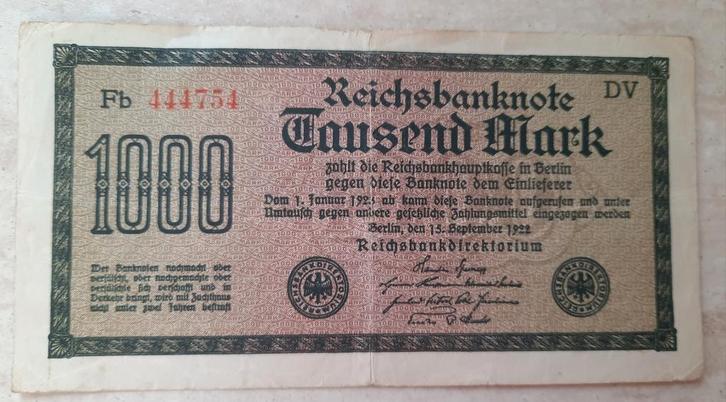 Fb 444754
DV
Reichsbanknote
Tausend Mark
1000
zahlt die Reichsbankhauptkasse in Berlin
gegen diese Banknote dem Einlieferer
Vom 1. Januar 192 ab kann diese Banknote aufgerufen und unter
Umtausch gegen andere gesetzliche Zahlungsmittel eingezogen werden
Berlin, den 15. September 1922
Reichsbankdirektorium
Wer Banknoten nachmacht oder
verfälscht, oder nachgemachte oder
verfälschte sich verschafft und in
Verkehr bringt, wird mit Zuchthaus
nicht unter zwei Jahren bestraft
REICHSBANKDIREKTORIUM
REICHSBANKDIREKTORIUM